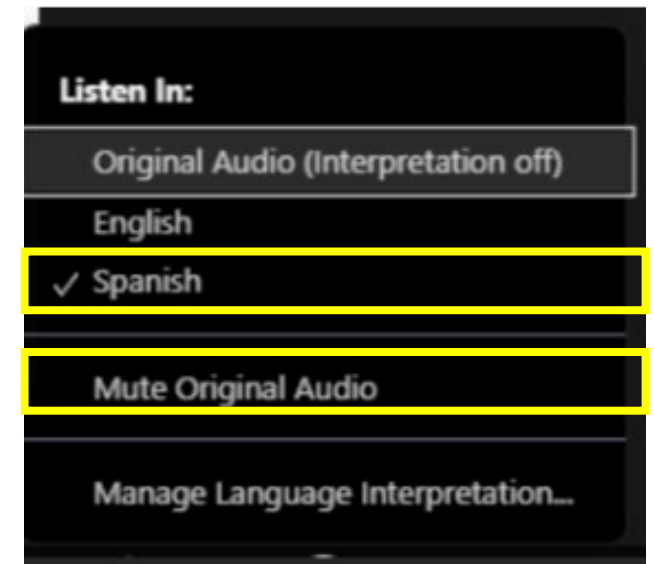 Listen In:
Original Audio (Interpretation off)
English
✓ Spanish
Mute Original Audio
Manage Language Interpretation...